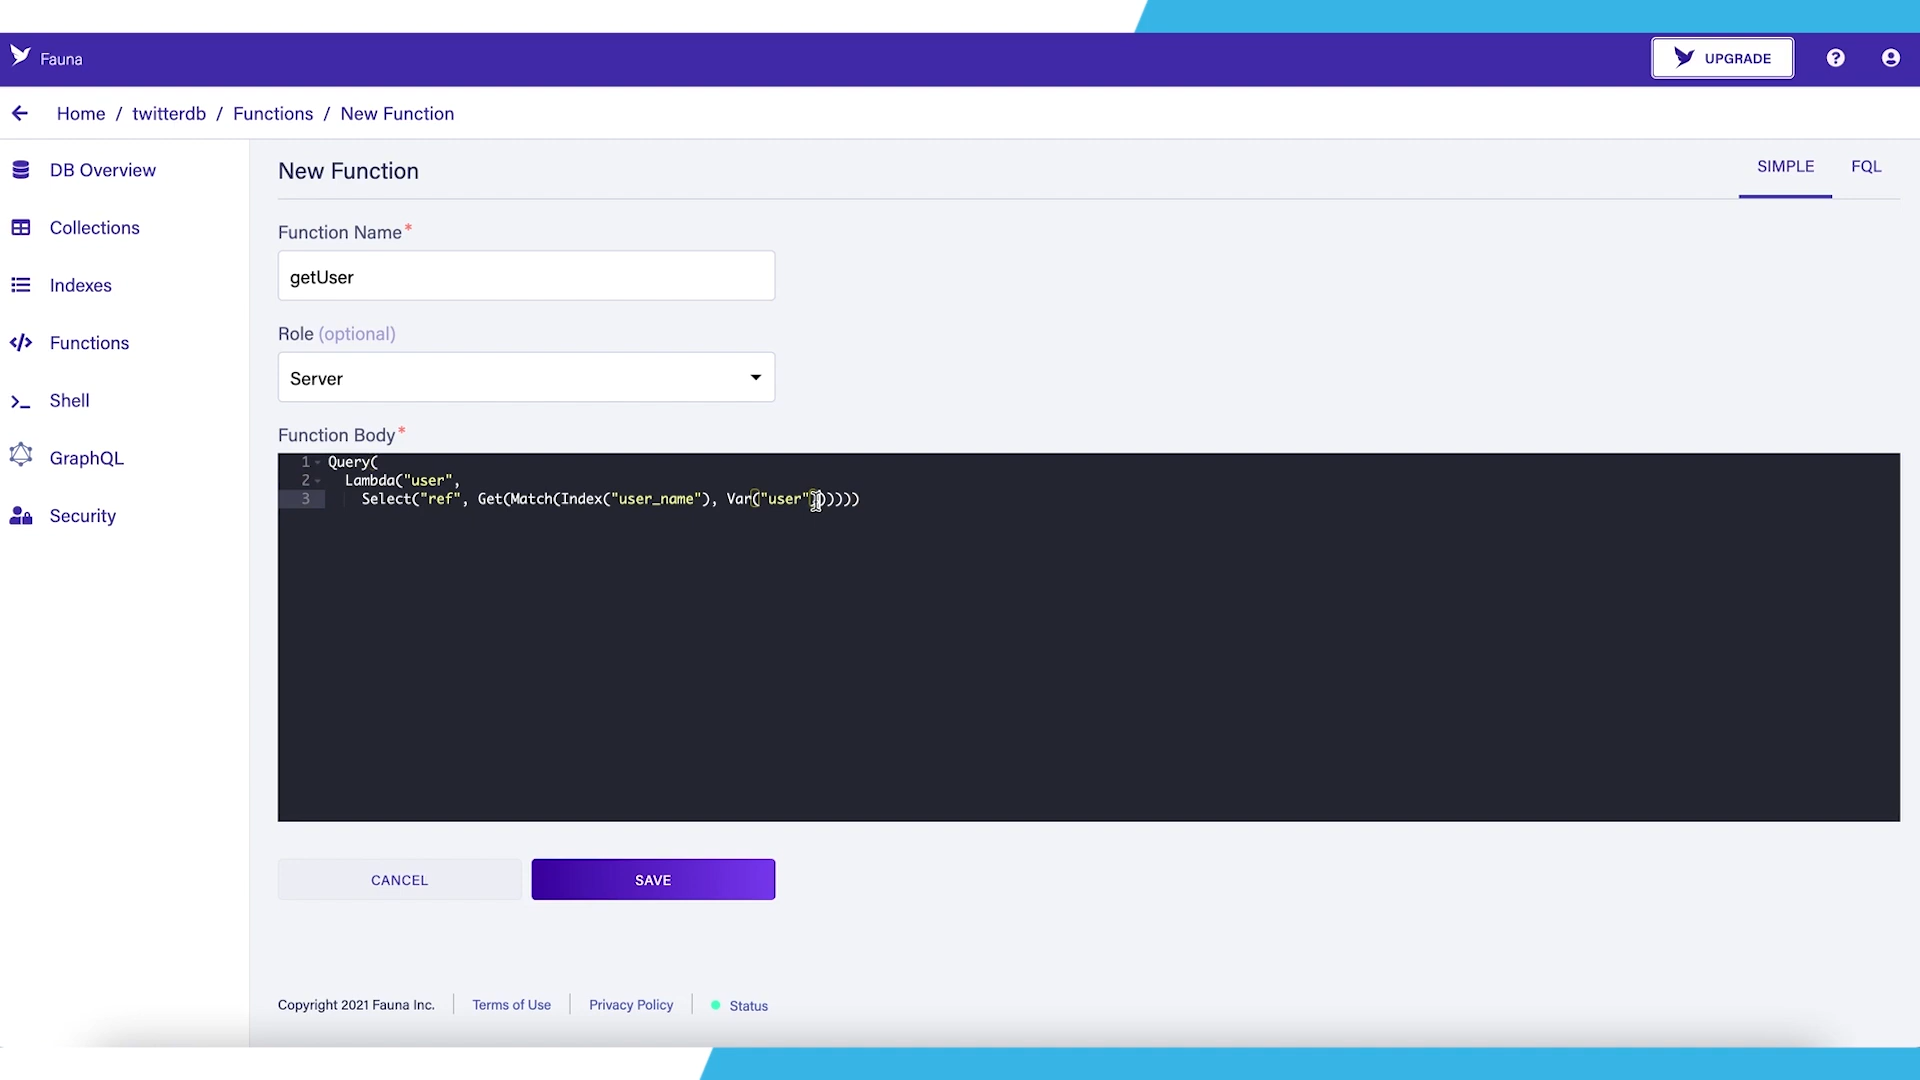 Fauna
UPGRADE
Home / twitterdb / Functions / New Function
DB Overview
Collections
Indexes
Functions
Shell
GraphQL
Security
New Function
SIMPLE
FQL
Function Name*
getUser
Role (optional)
Server
Function Body*
1 Query(
2 Lambda("user",
3 Select("ref", Get(Match(Index("user_name"), Var("user"))))))
CANCEL
SAVE
Copyright 2021 Fauna Inc.
Terms of Use
Privacy Policy
Status